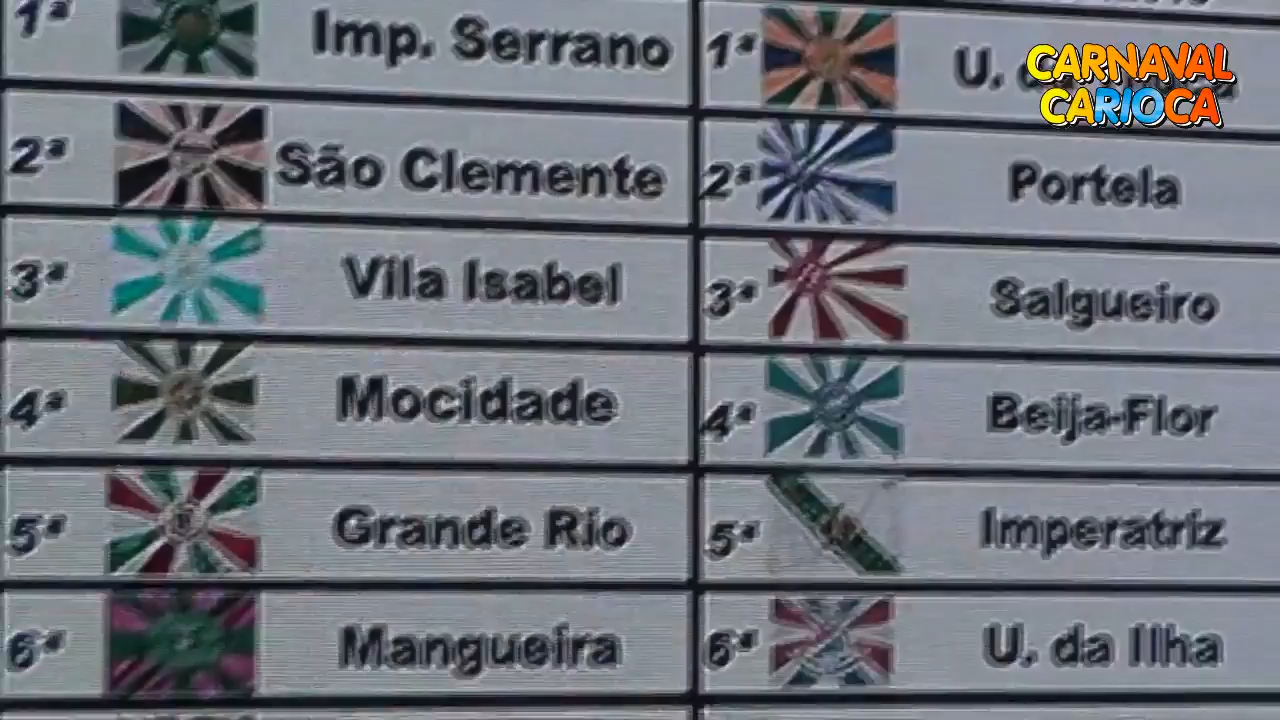 1ª Imp. Serrano
2ª São Clemente
3ª Vila Isabel
4ª Mocidade
5ª Grande Rio
6ª Mangueira
1ª U. da
2ª Portela
3ª Salgueiro
4ª Beija-Flor
5ª Imperatriz
6ª U. da Ilha
CARNAVAL
CARIOCA